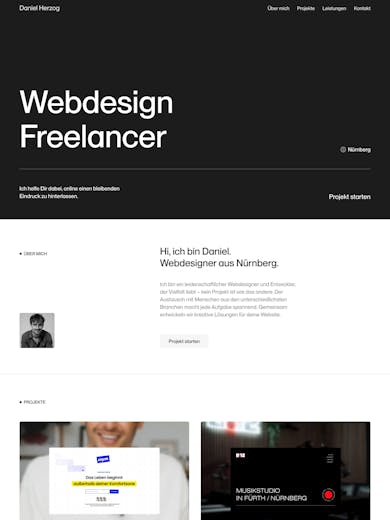 Daniel Herzog
Über mich Projekte Leistungen Kontakt
Webdesign
Freelancer
Nürnberg
Ich helfe Dir dabei, online einen bleibenden
Eindruck zu hinterlassen.
Projekt starten
ÜBER MICH
Hi, ich bin Daniel.
Webdesigner aus Nürnberg.
Ich bin ein leidenschaftlicher Webdesigner und Entwickler,
der Vielfalt liebt – kein Projekt ist wie das andere. Der
Austausch mit Menschen aus den unterschiedlichsten
Branchen macht jede Aufgabe spannend. Gemeinsam
entwickeln wir kreative Lösungen für deine Website.
Projekt starten
PROJEKTE
Das Leben beginnt
außerhalb deiner Komfortzone.
MUSIKSTUDIO
IN FÜRTH / NÜRNBERG